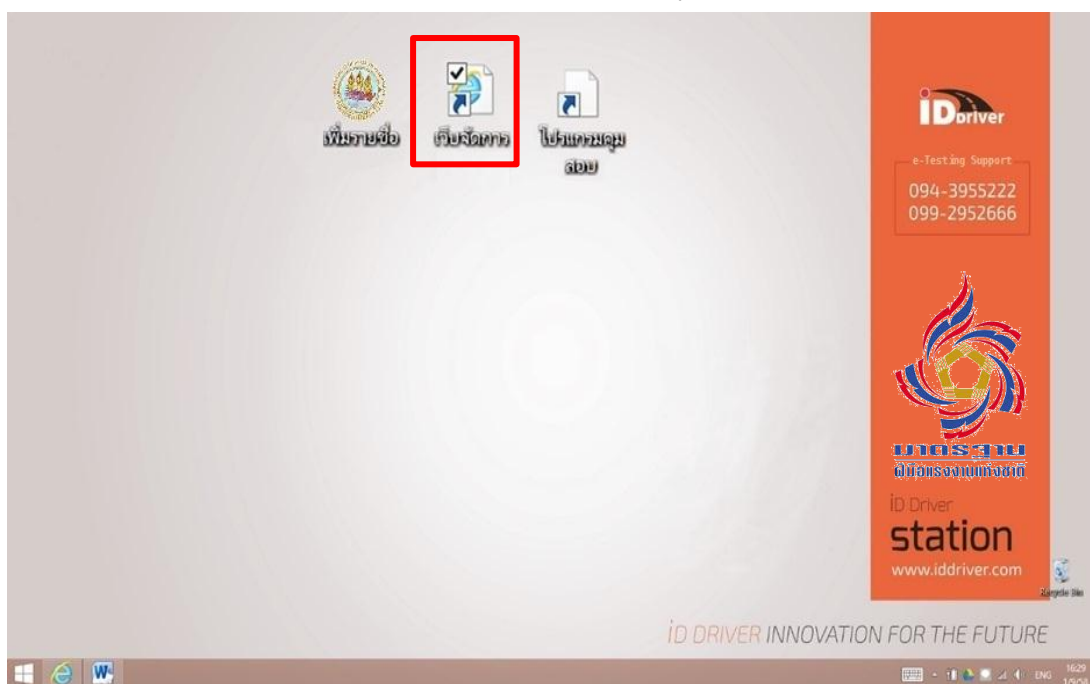 เพิ่มรายชื่อ
เว็บจัดการ
โปรแกรมคุม
สอบ
iDDriver
e-Testing Support
094-3955222
099-2952666
มาตรฐาน
ฝีมือแรงงานแห่งชาติ
iD Driver
station
www.iddriver.com
Recycle Bin
iD DRIVER INNOVATION FOR THE FUTURE
ENG
16:29